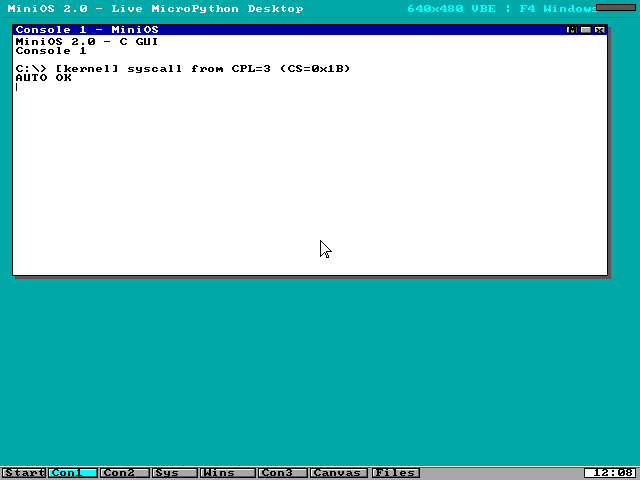 MiniOS 2.0 - Live MicroPython Desktop
640x480 VBE | F4 Windows
Console 1 - MiniOS
M
MiniOS 2.0 - C GUI
Console 1
C:\> [kernel] syscall from CPL=3 (CS=0x1B)
AUTO OK
Start Con1 Con2 Sys Wins Con3 Canvas Files 12:08